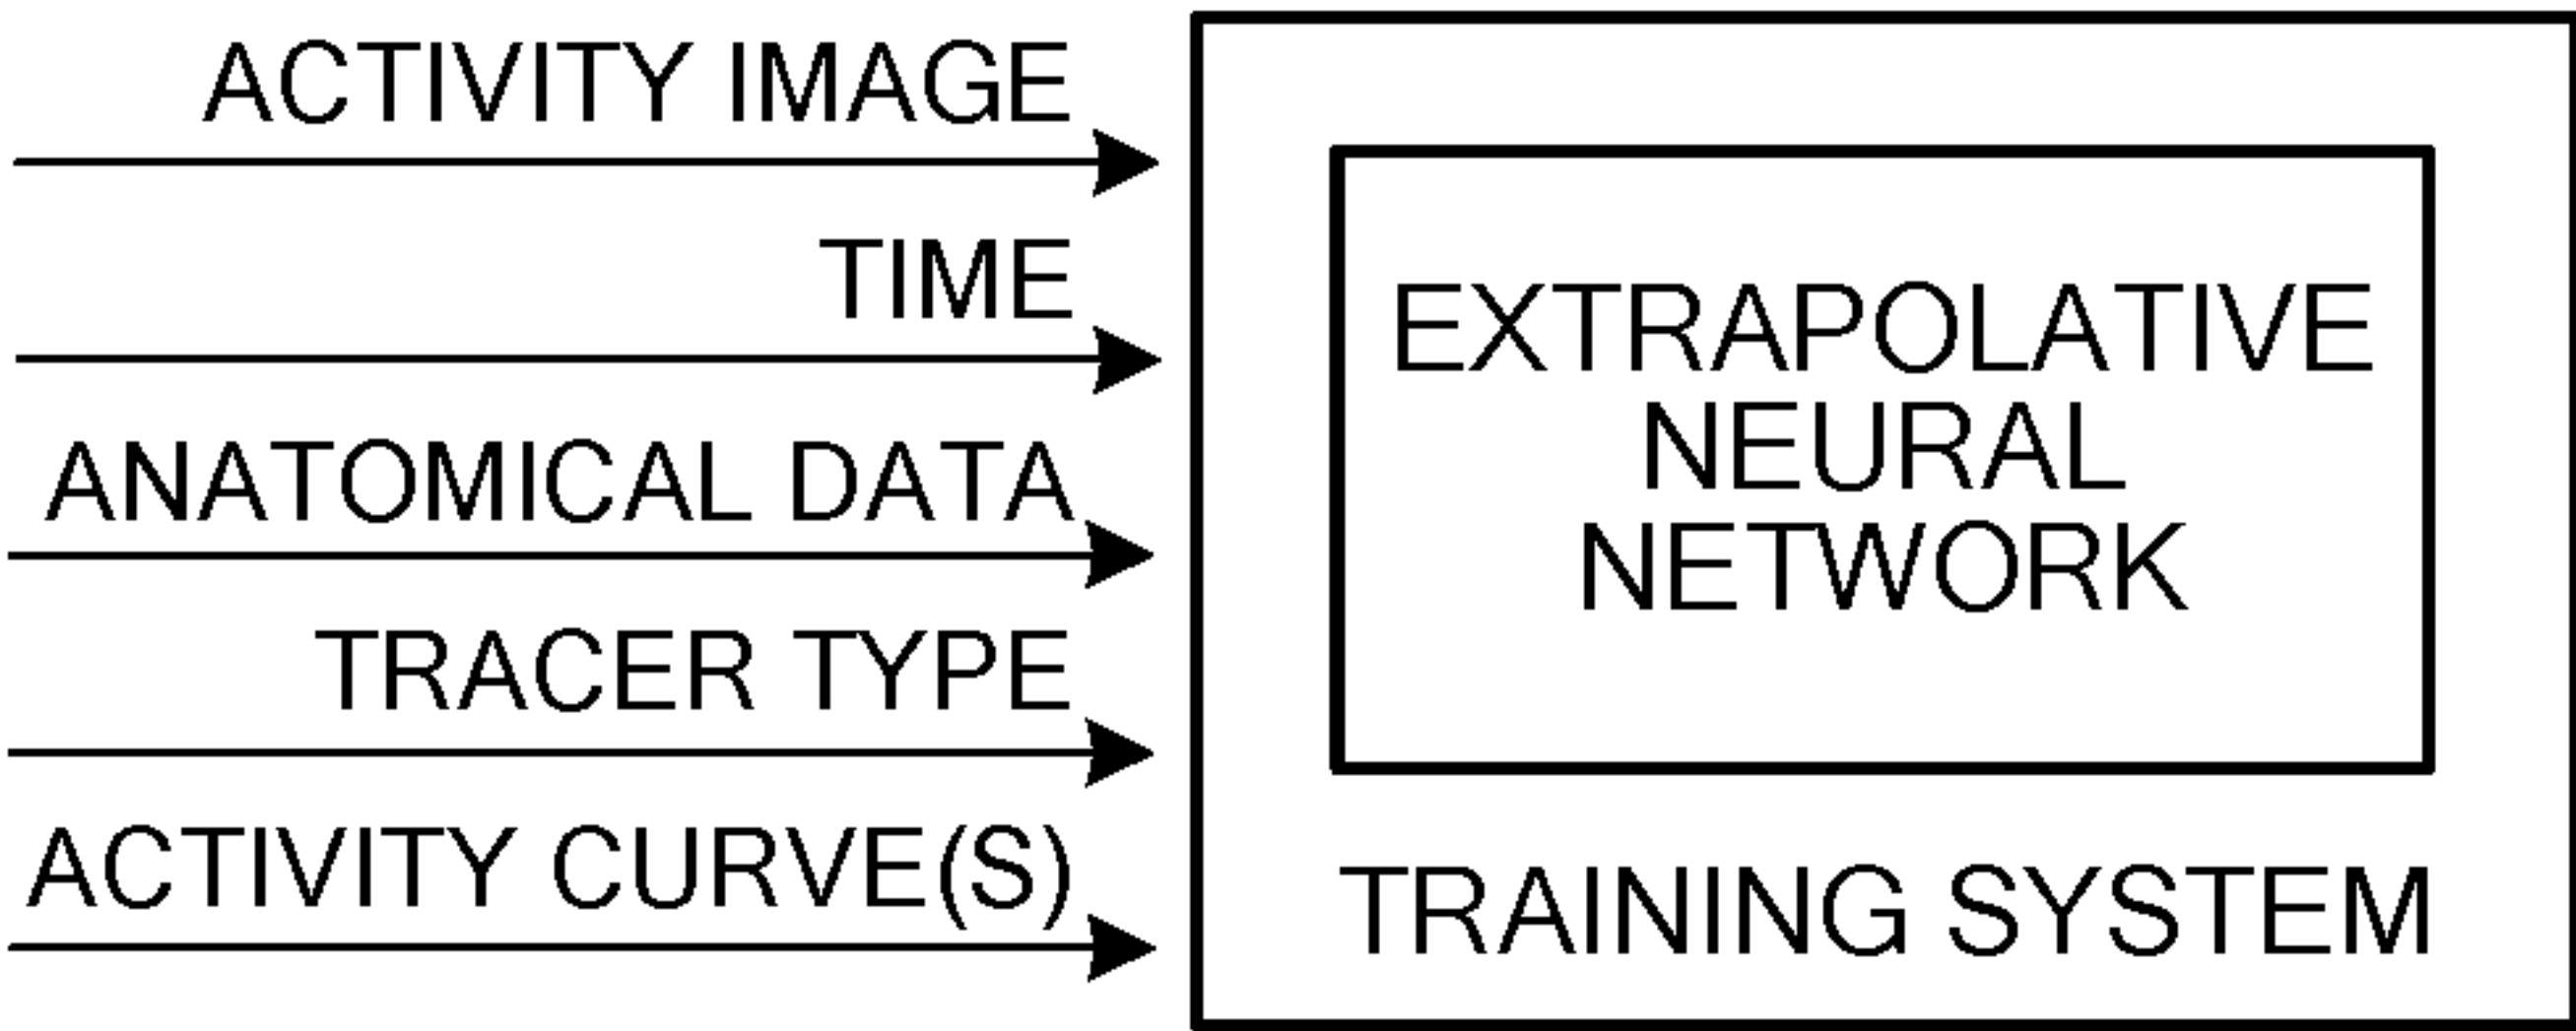 ACTIVITY IMAGE
TIME
ANATOMICAL DATA
TRACER TYPE
ACTIVITY CURVE(S)
EXTRAPOLATIVE
NEURAL
NETWORK
TRAINING SYSTEM